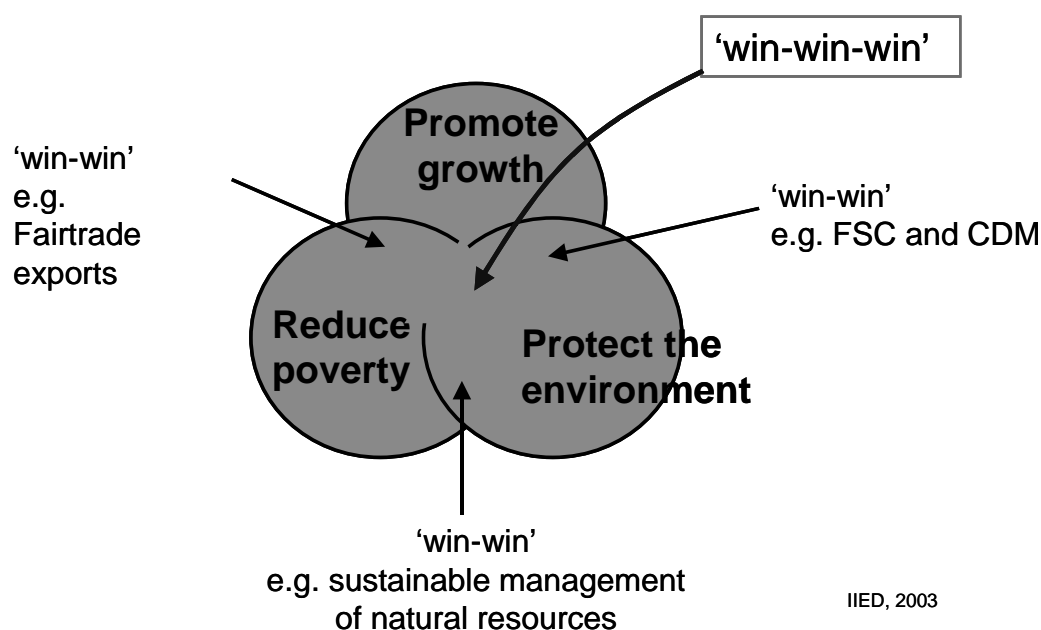 ‘win-win-win’
Promote
growth
‘win-win’
e.g.
Fairtrade
exports
‘win-win’
e.g. FSC and CDM
Reduce
poverty
Protect the
environment
‘win-win’
e.g. sustainable management
of natural resources
IIED, 2003